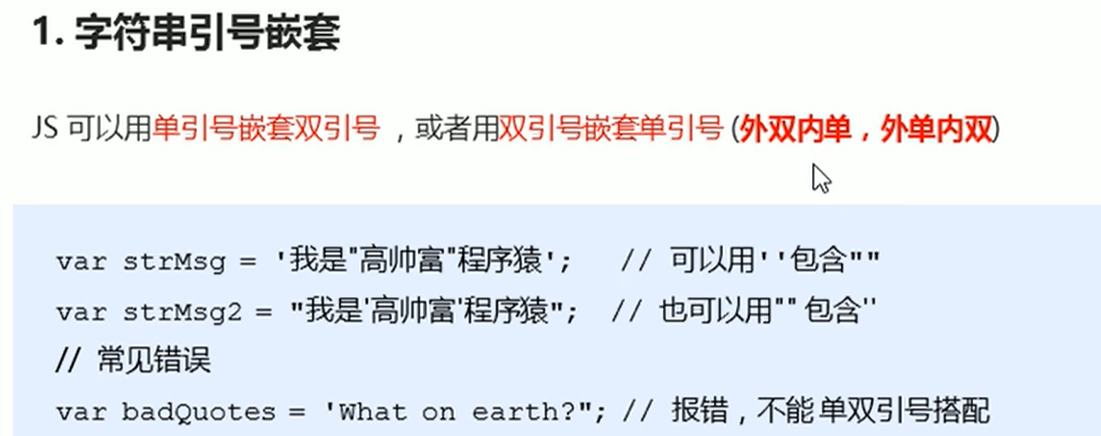 1. 字符串引号嵌套
JS 可以用单引号嵌套双引号 ，或者用双引号嵌套单引号 (外双内单，外单内双)
var strMsg = '我是"高帅富"程序猿'; // 可以用''包含""
var strMsg2 = "我是'高帅富'程序猿"; // 也可以用"" 包含''
// 常见错误
var badQuotes = 'What on earth?"; // 报错，不能 单双引号搭配